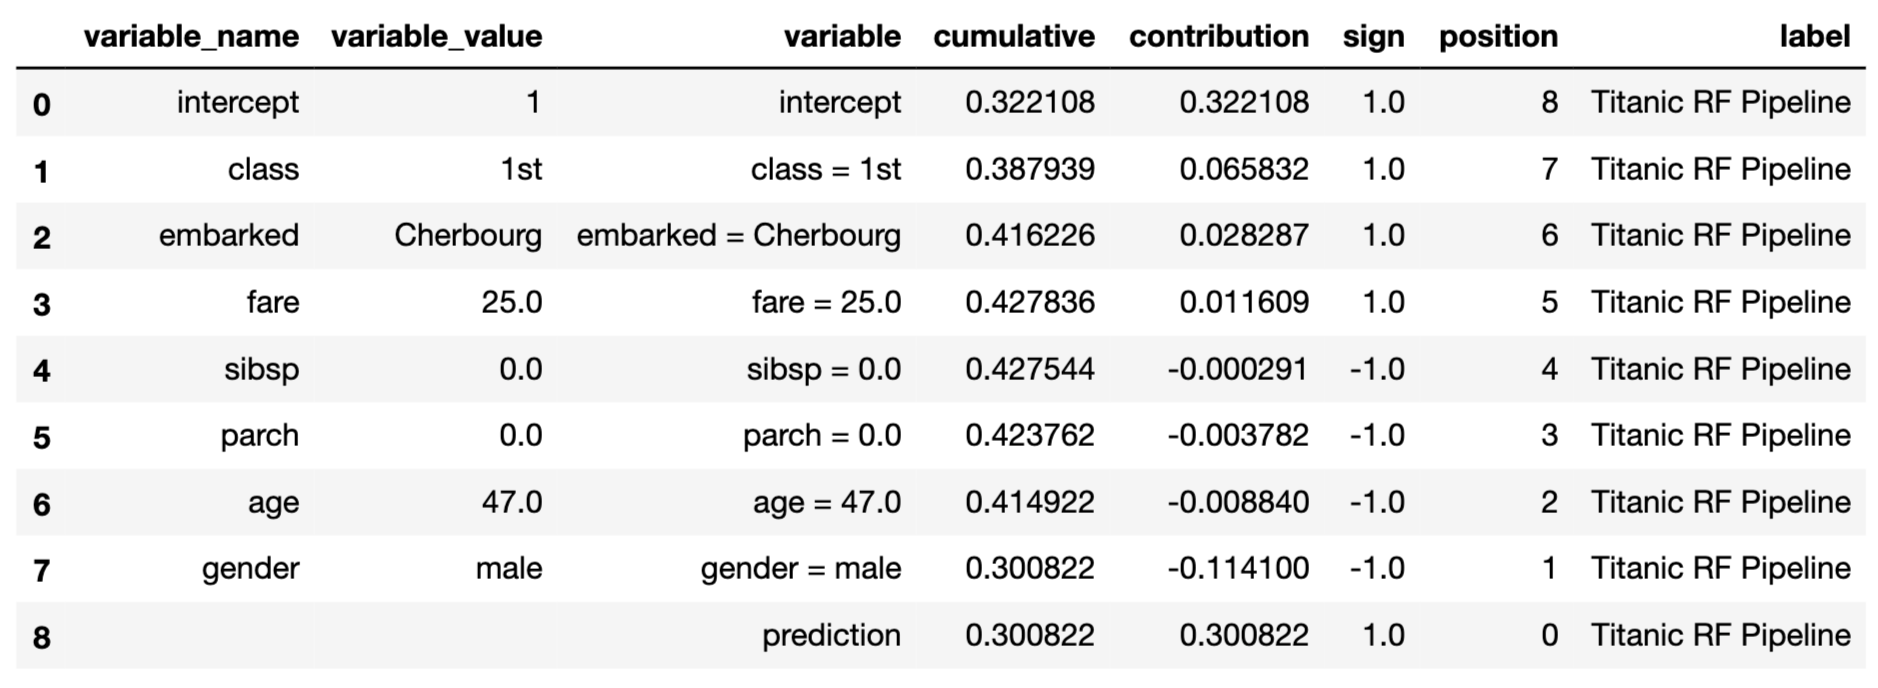 variable_name variable_value variable cumulative contribution sign position label
0 intercept 1 intercept 0.322108 0.322108 1.0 8 Titanic RF Pipeline
1 class 1st class = 1st 0.387939 0.065832 1.0 7 Titanic RF Pipeline
2 embarked Cherbourg embarked = Cherbourg 0.416226 0.028287 1.0 6 Titanic RF Pipeline
3 fare 25.0 fare = 25.0 0.427836 0.011609 1.0 5 Titanic RF Pipeline
4 sibsp 0.0 sibsp = 0.0 0.427544 -0.000291 -1.0 4 Titanic RF Pipeline
5 parch 0.0 parch = 0.0 0.423762 -0.003782 -1.0 3 Titanic RF Pipeline
6 age 47.0 age = 47.0 0.414922 -0.008840 -1.0 2 Titanic RF Pipeline
7 gender male gender = male 0.300822 -0.114100 -1.0 1 Titanic RF Pipeline
8 prediction 0.300822 0.300822 1.0 0 Titanic RF Pipeline